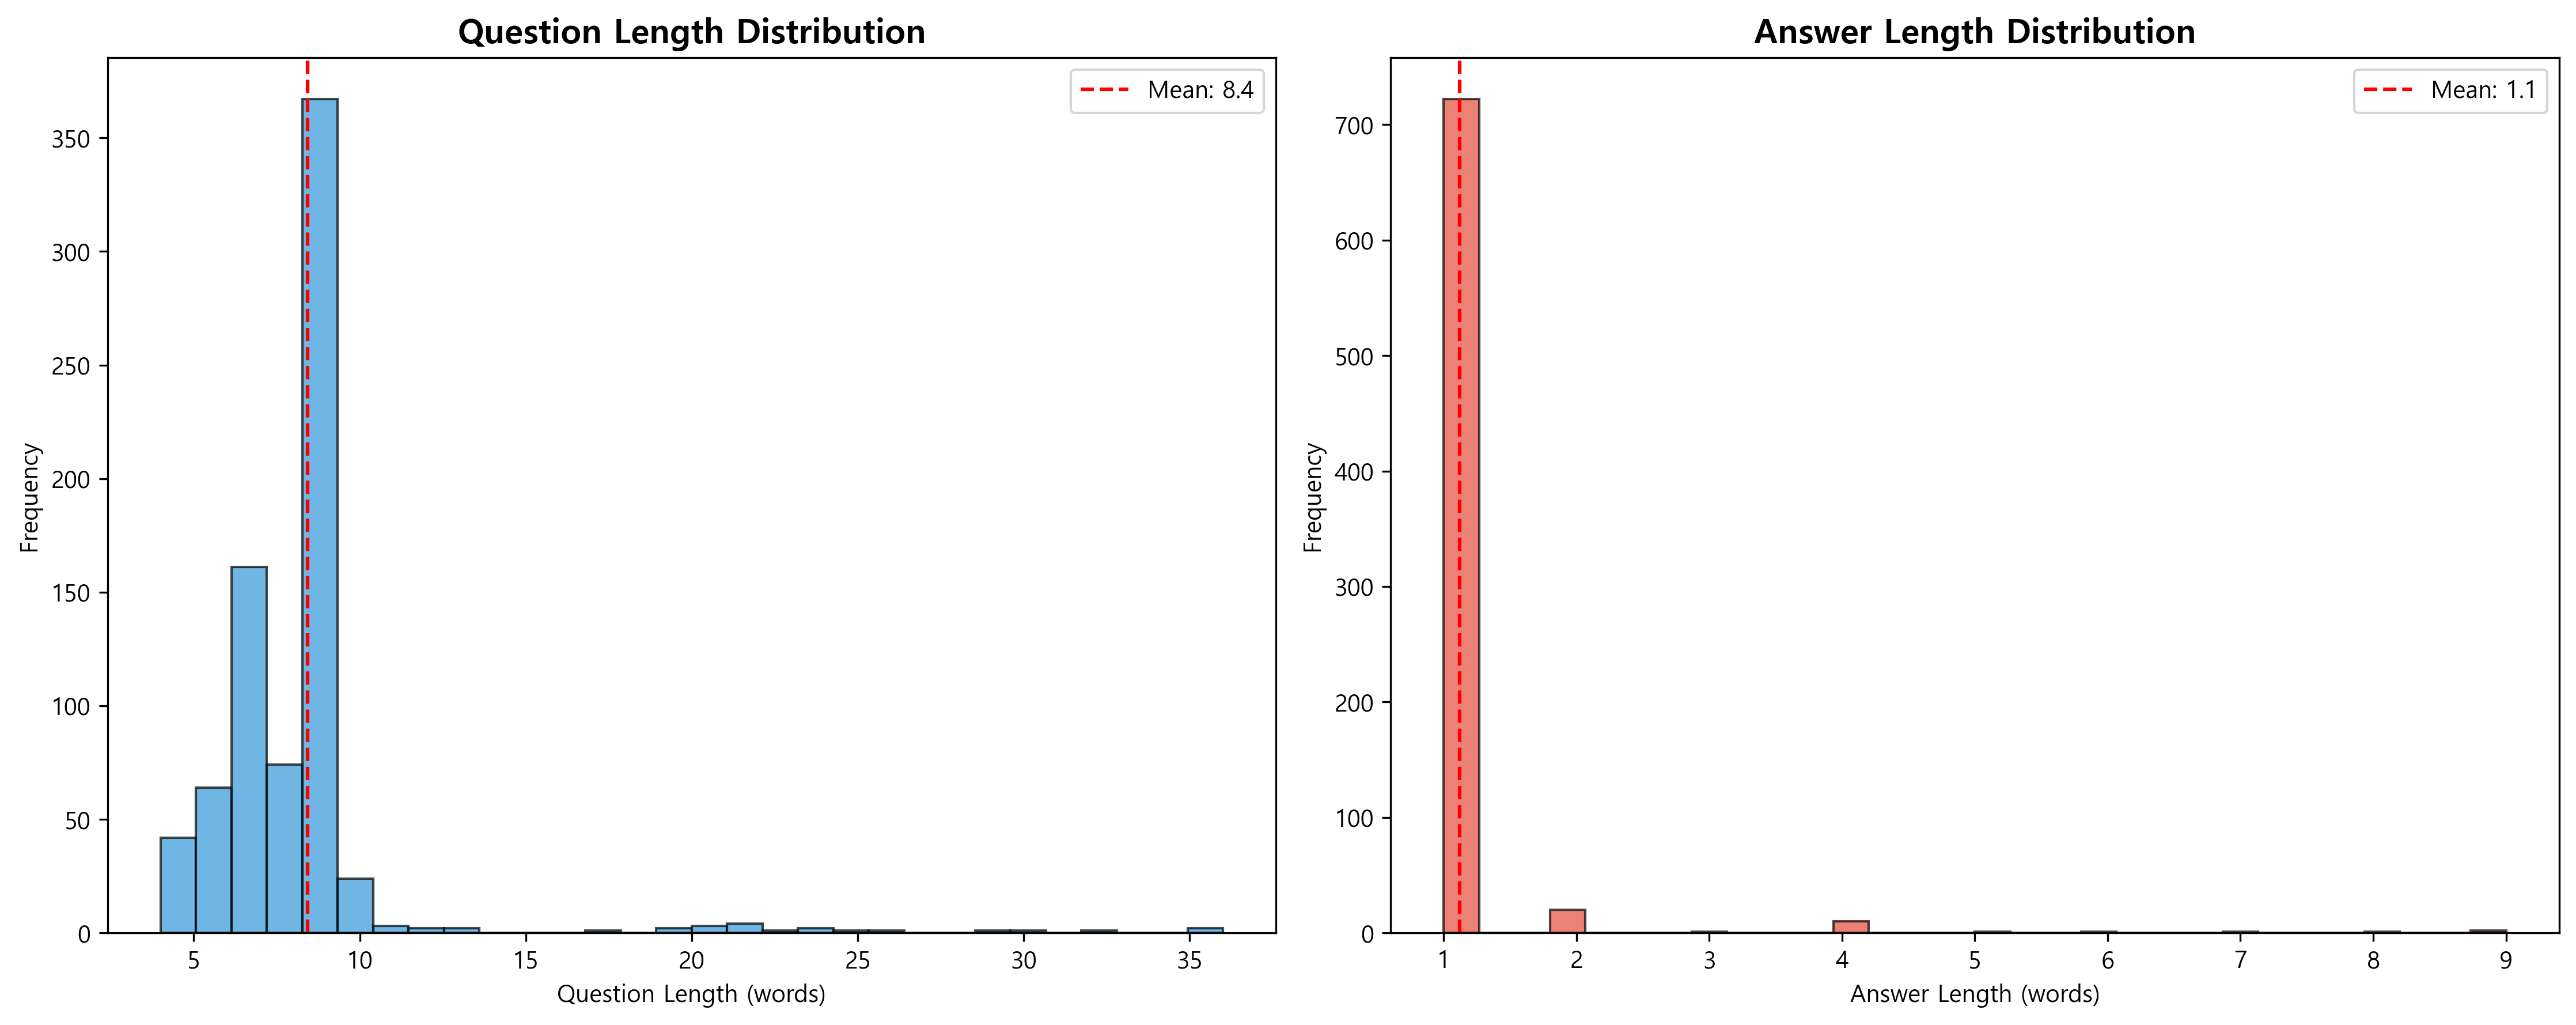 Question Length Distribution
Mean: 8.4
350
300
250
200
150
100
50
0
Frequency
5 10 15 20 25 30 35
Question Length (words)
Answer Length Distribution
Mean: 1.1
700
600
500
400
300
200
100
0
Frequency
1 2 3 4 5 6 7 8 9
Answer Length (words)